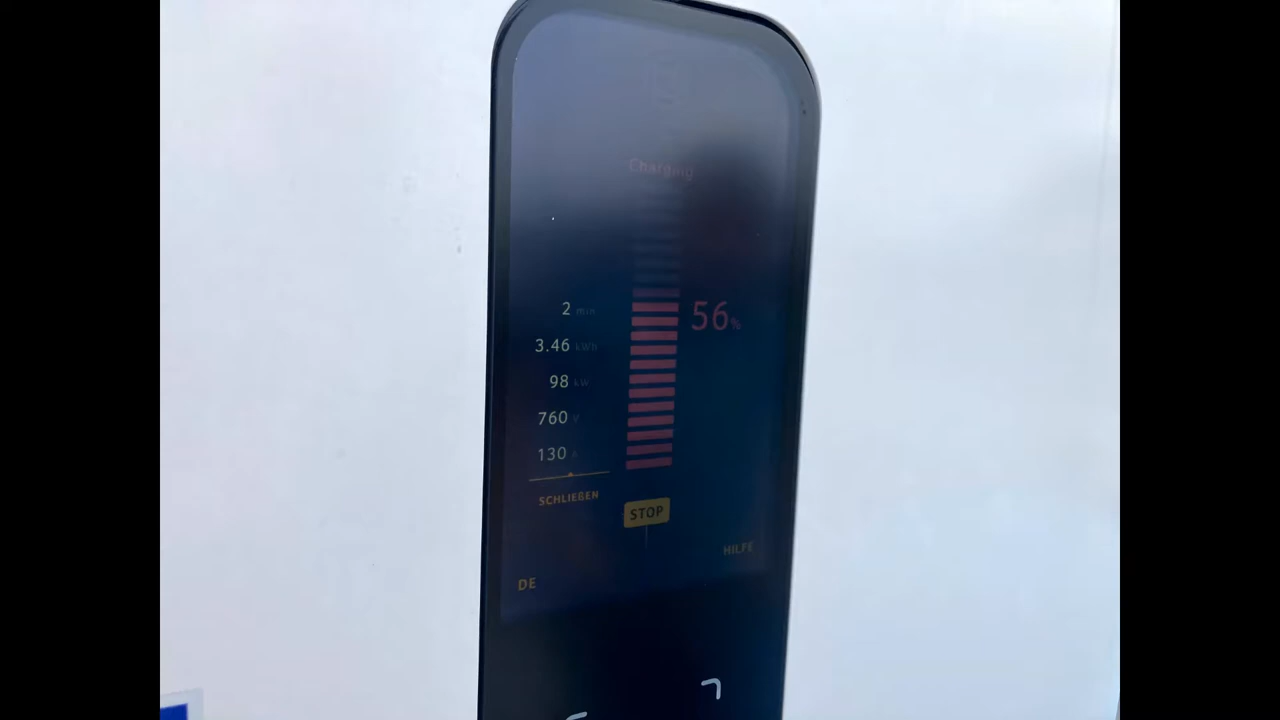 Charging
2 min
56%
3.46 kWh
98 kW
760 V
130 A
SCHLIEßEN
STOP
HILFE
DE